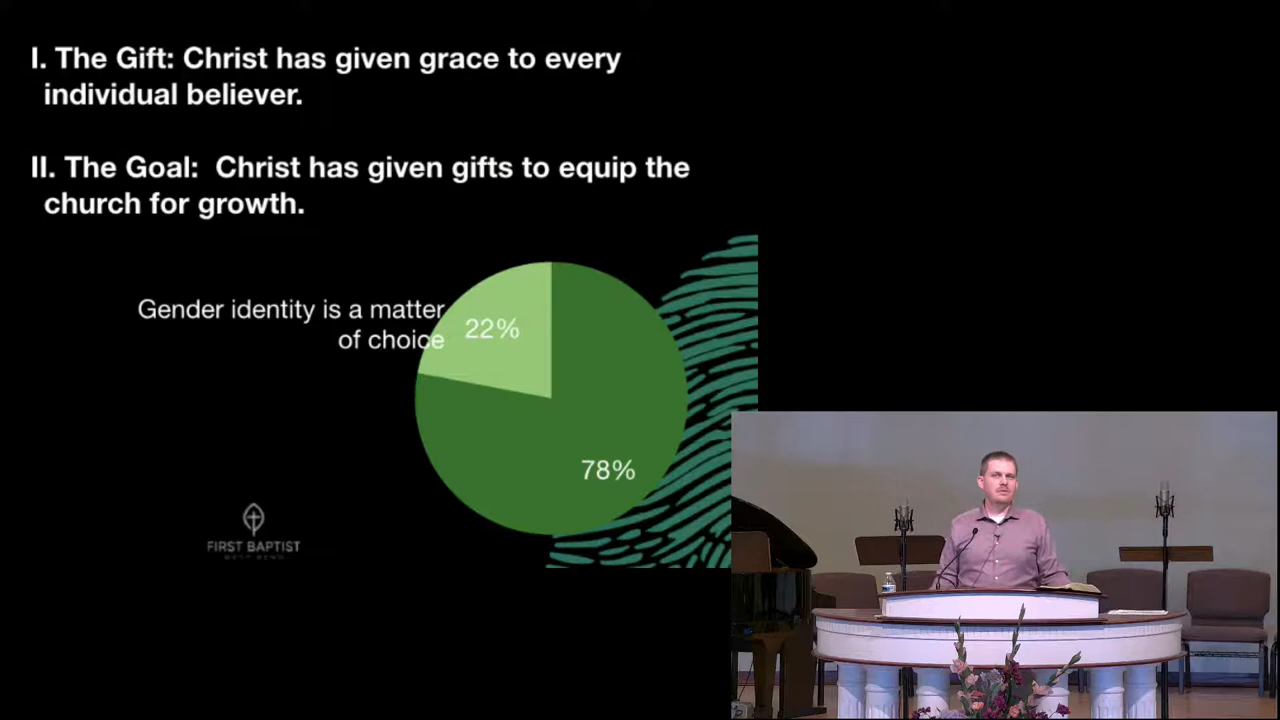 I. The Gift: Christ has given grace to every
individual believer.
II. The Goal:  Christ has given gifts to equip the
church for growth.
Gender identity is a matter
of choice
22%
78%
FIRST BAPTIST